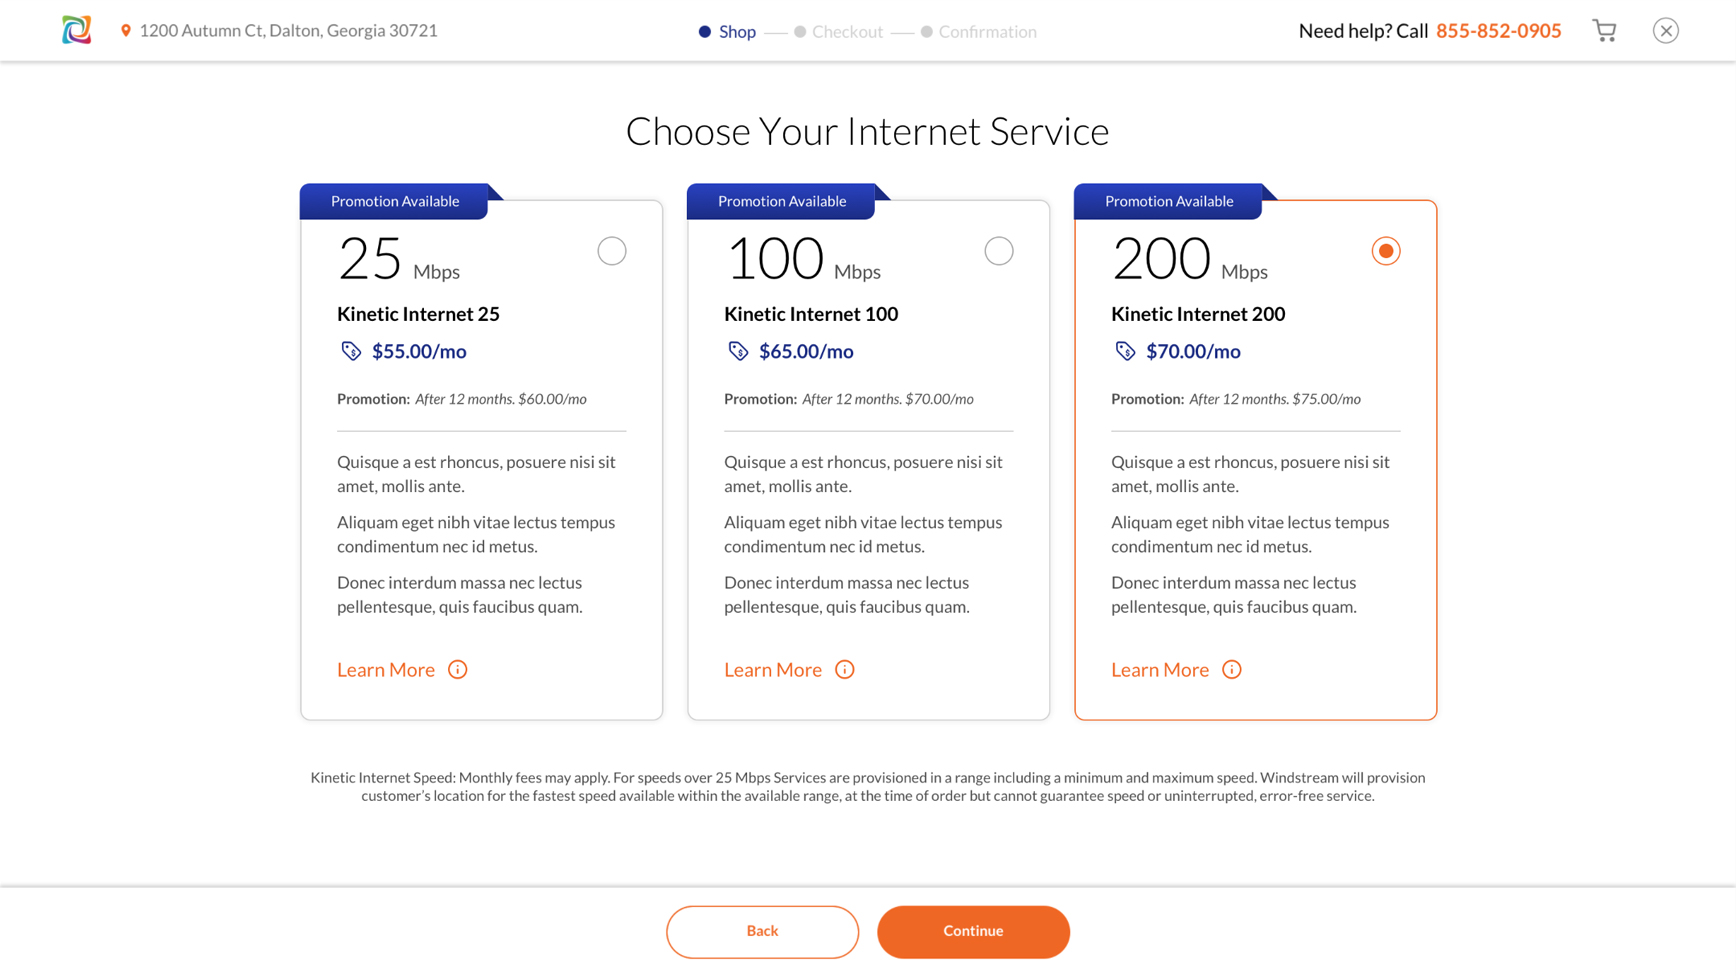 1200 Autumn Ct, Dalton, Georgia 30721
Shop
Checkout
Confirmation
Need help? Call 855-852-0905
Choose Your Internet Service
Promotion Available
25 Mbps
Kinetic Internet 25
$55.00/mo
Promotion: After 12 months. $60.00/mo
Quisque a est rhoncus, posuere nisi sit
amet, mollis ante.
Aliquam eget nibh vitae lectus tempus
condimentum nec id metus.
Donec interdum massa nec lectus
pellentesque, quis faucibus quam.
Learn More
Promotion Available
100 Mbps
Kinetic Internet 100
$65.00/mo
Promotion: After 12 months. $70.00/mo
Quisque a est rhoncus, posuere nisi sit
amet, mollis ante.
Aliquam eget nibh vitae lectus tempus
condimentum nec id metus.
Donec interdum massa nec lectus
pellentesque, quis faucibus quam.
Learn More
Promotion Available
200 Mbps
Kinetic Internet 200
$70.00/mo
Promotion: After 12 months. $75.00/mo
Quisque a est rhoncus, posuere nisi sit
amet, mollis ante.
Aliquam eget nibh vitae lectus tempus
condimentum nec id metus.
Donec interdum massa nec lectus
pellentesque, quis faucibus quam.
Learn More
Kinetic Internet Speed: Monthly fees may apply. For speeds over 25 Mbps Services are provisioned in a range including a minimum and maximum speed. Windstream will provision
customer’s location for the fastest speed available within the available range, at the time of order but cannot guarantee speed or uninterrupted, error-free service.
Back
Continue